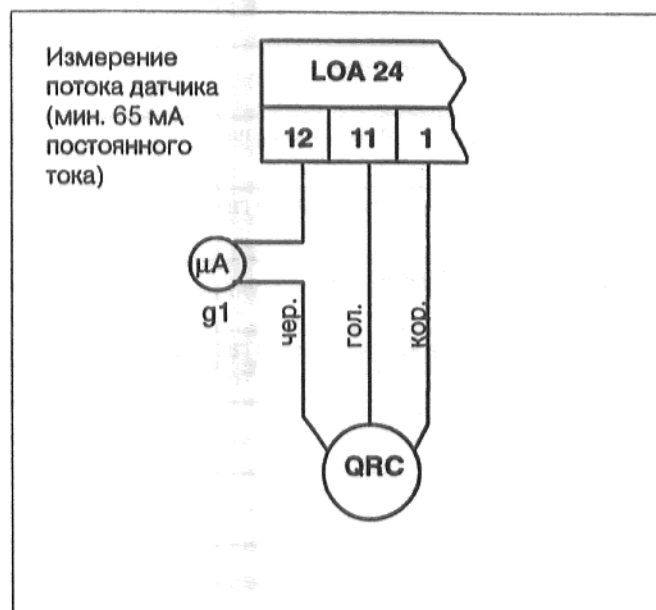 Измерение
потока датчика
(мин. 65 мА
постоянного
тока)
LOA 24
12 11 1
μA
g1
чер. гол. кор.
QRC